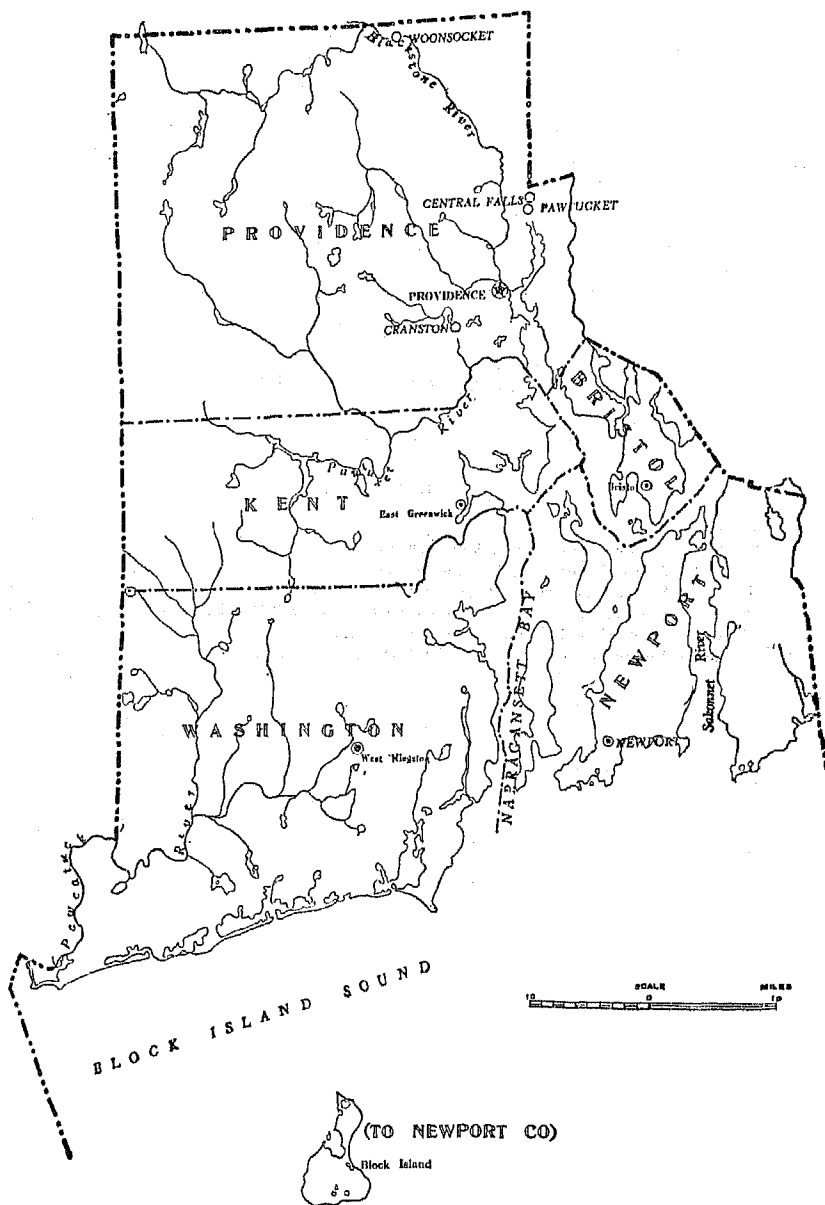 WOONSOCKET
Blackstone River
CENTRAL FALLS
PAWTUCKET
PROVIDENCE
PROVIDENCE
CRANSTON
BRISTOL
River
Pawtuxet
KENT
East Greenwick
Bristol
NEWPORT
NARRAGANSETT BAY
Sakonnet River
WASHINGTON
West Kingston
NEWPORT
River
Pawcatuck
BLOCK ISLAND SOUND
SCALE MILES
10 0 10
(TO NEWPORT CO)
Block Island